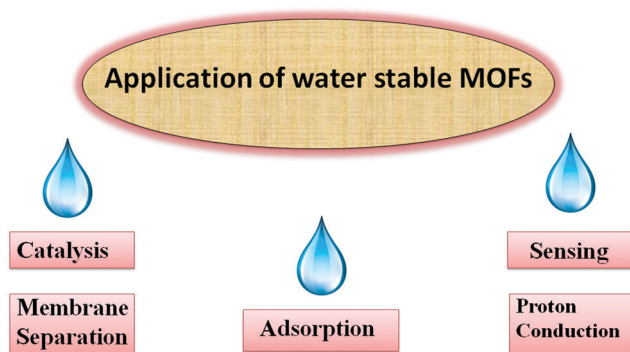 Application of water stable MOFs
Catalysis
Sensing
Membrane
Separation
Adsorption
Proton
Conduction